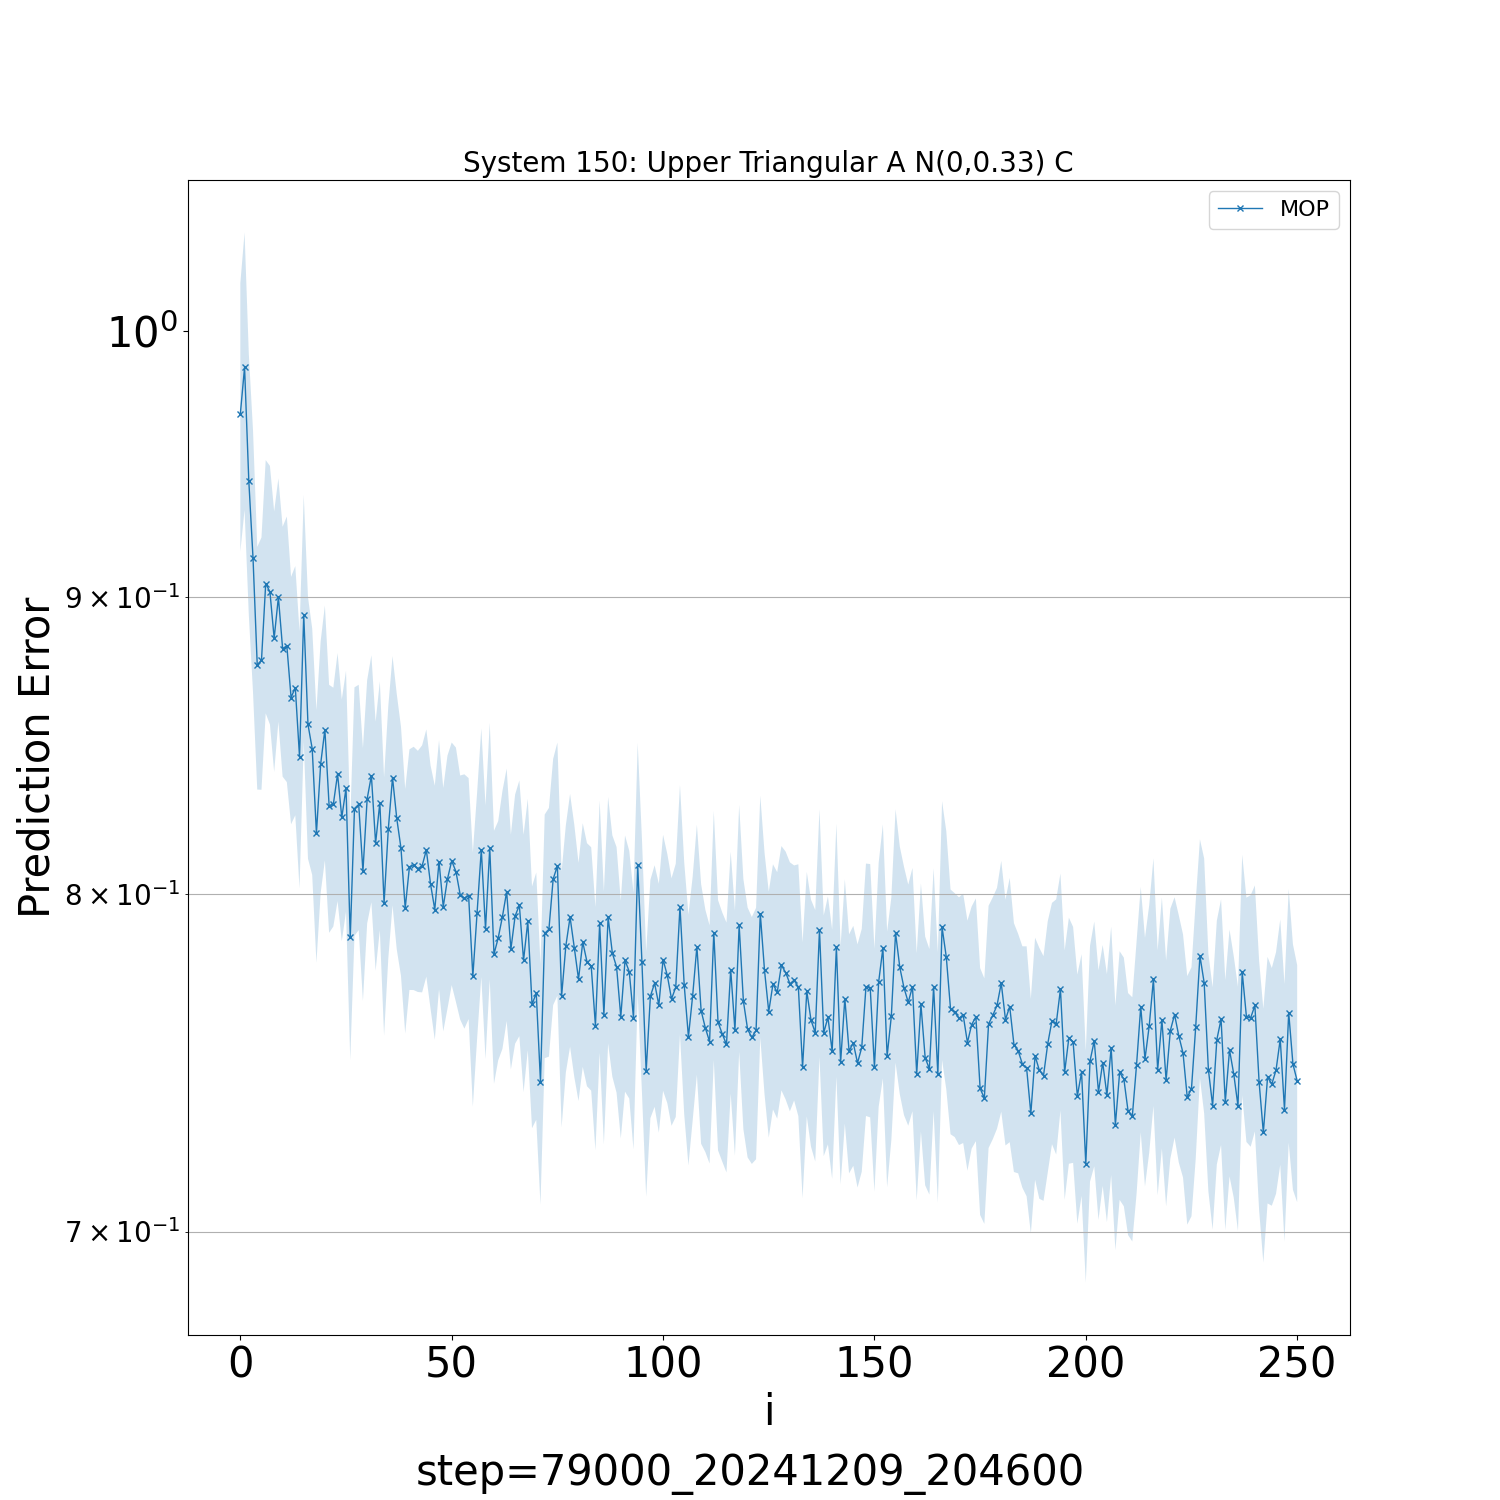 System 150: Upper Triangular A N(0,0.33) C
MOP
Prediction Error
10⁰
9 × 10⁻¹
8 × 10⁻¹
7 × 10⁻¹
0 50 100 150 200 250
i
step=79000_20241209_204600